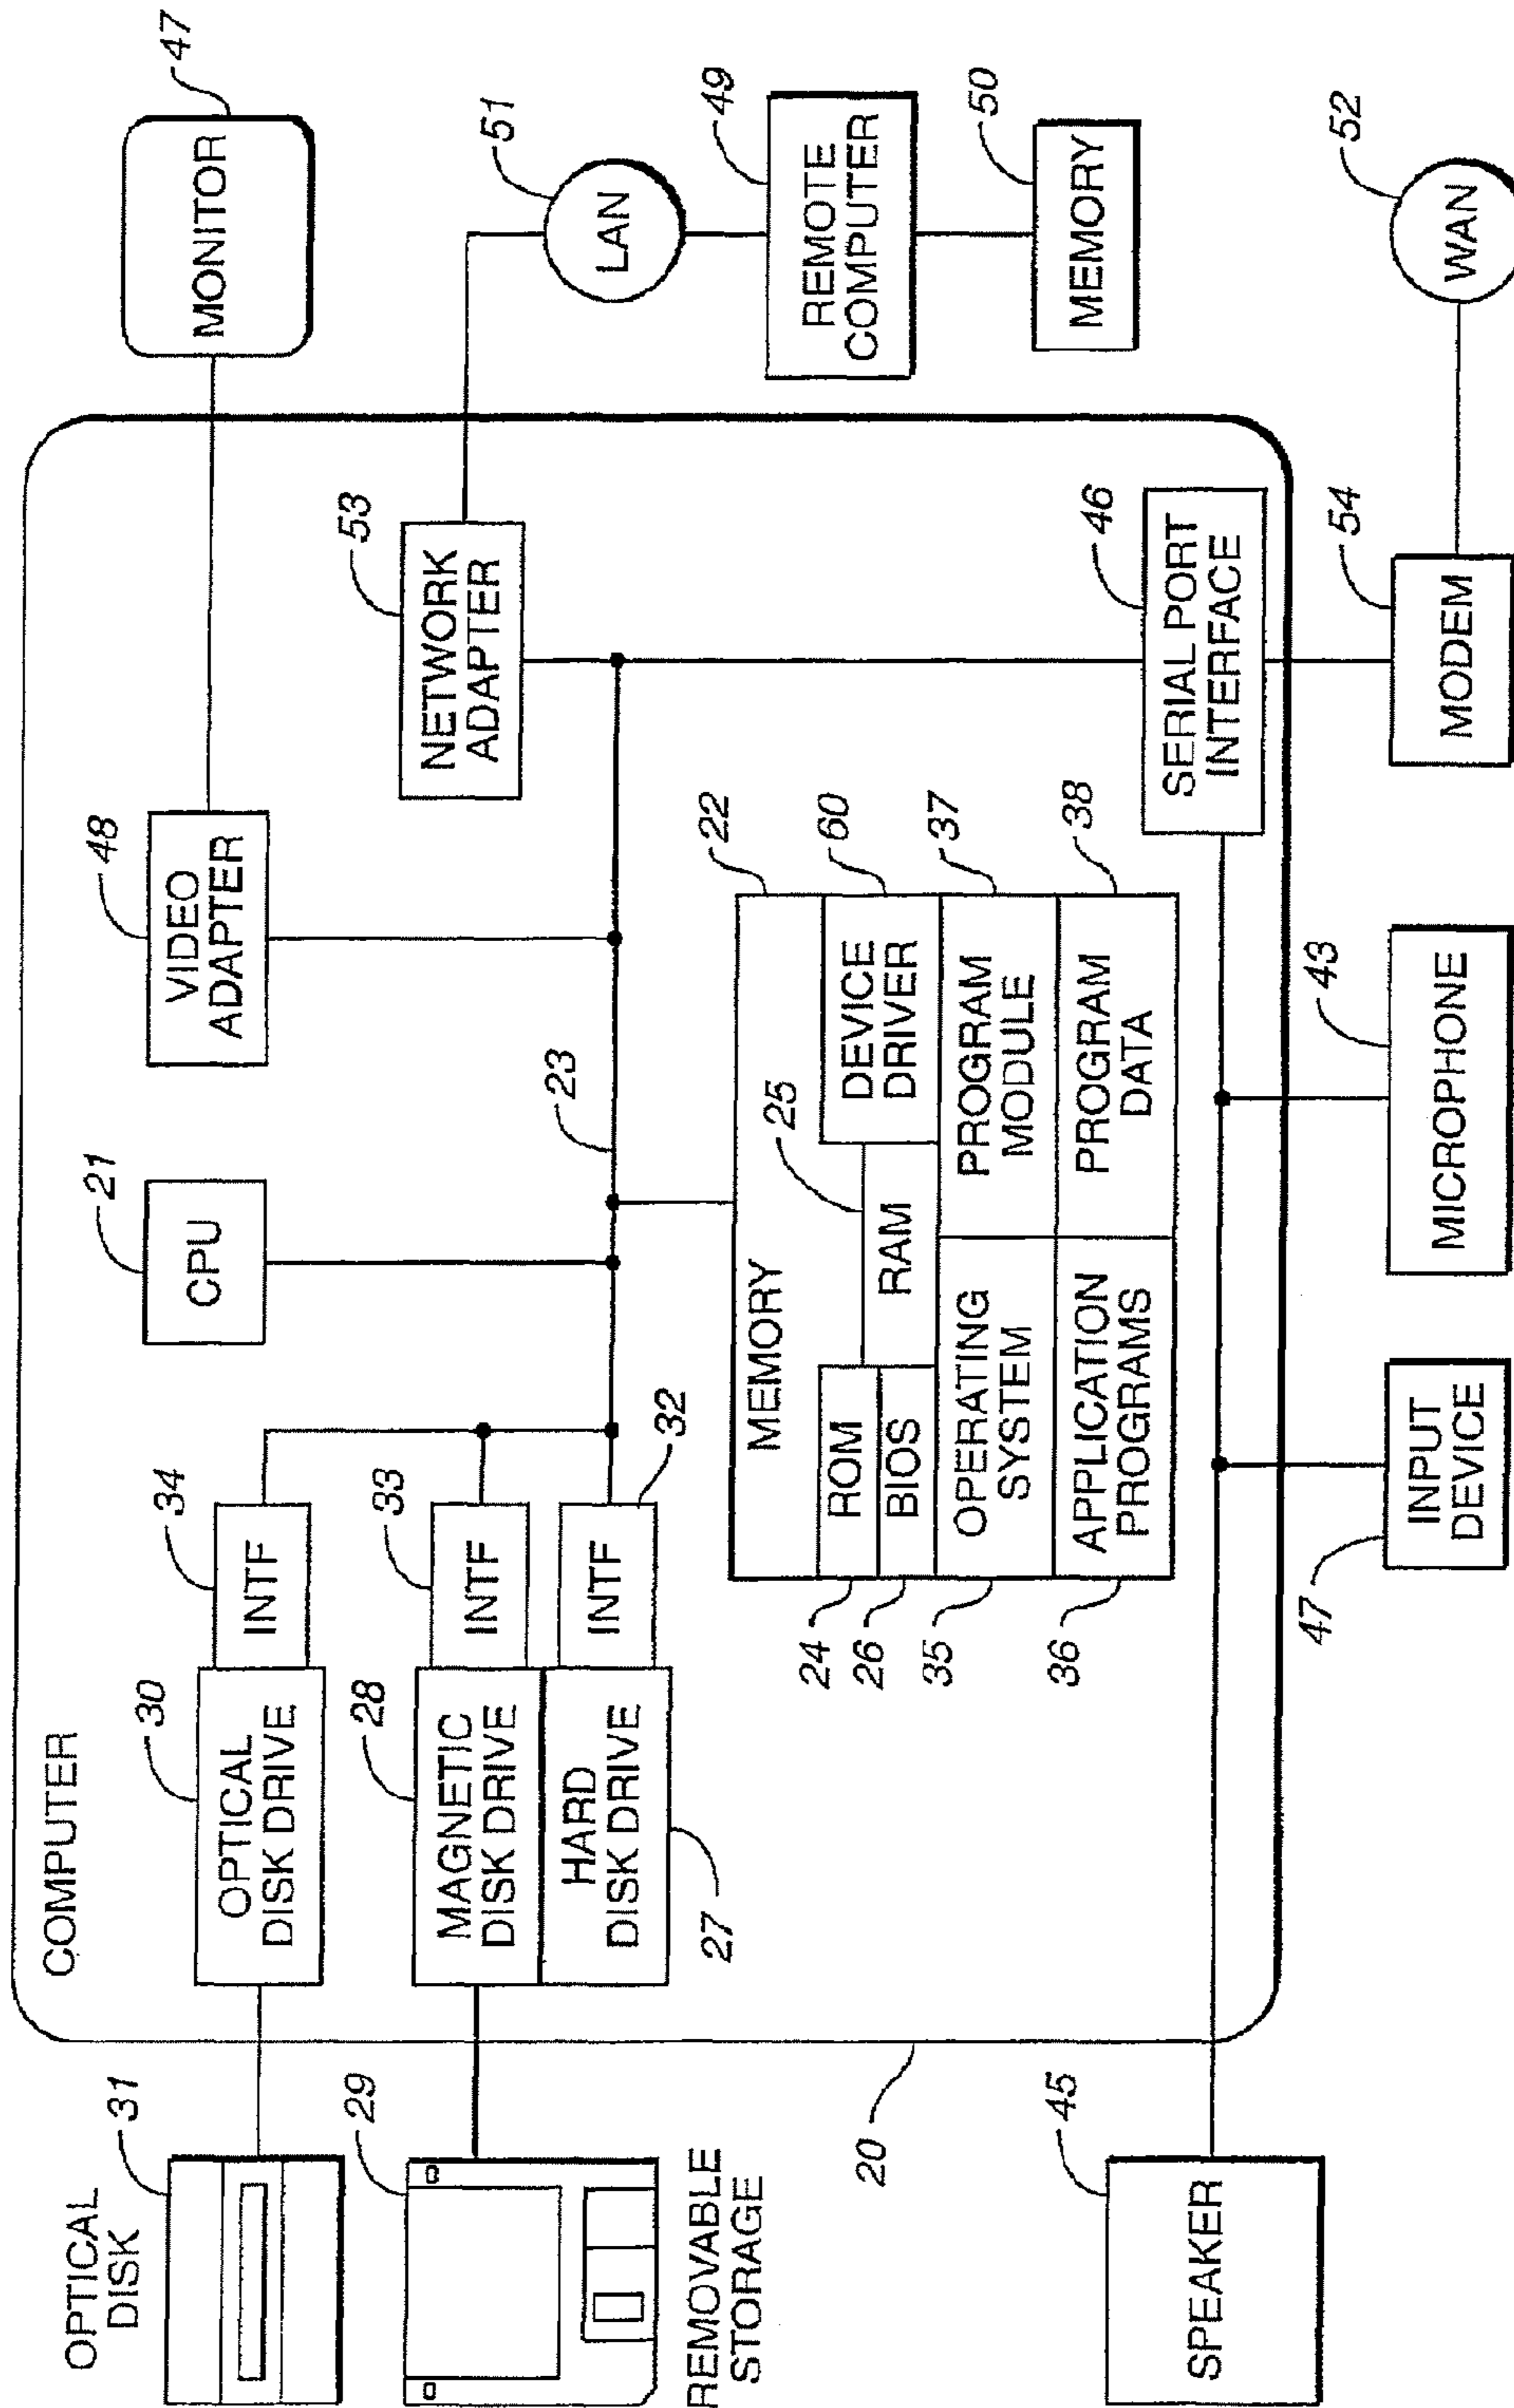 COMPUTER
OPTICAL
DISK
31
30
OPTICAL
DISK DRIVE
34
INTF
21
CPU
48
VIDEO
ADAPTER
47
MONITOR
29
REMOVABLE
STORAGE
28
MAGNETIC
DISK DRIVE
33
INTF
HARD
DISK DRIVE
27
INTF
32
23
53
NETWORK
ADAPTER
51
LAN
49
REMOTE
COMPUTER
50
MEMORY
22
MEMORY
24
ROM
25
RAM
60
DEVICE
DRIVER
26
BIOS
35
OPERATING
SYSTEM
37
PROGRAM
MODULE
36
APPLICATION
PROGRAMS
38
PROGRAM
DATA
46
SERIAL PORT
INTERFACE
20
45
SPEAKER
47
INPUT
DEVICE
43
MICROPHONE
54
MODEM
52
WAN